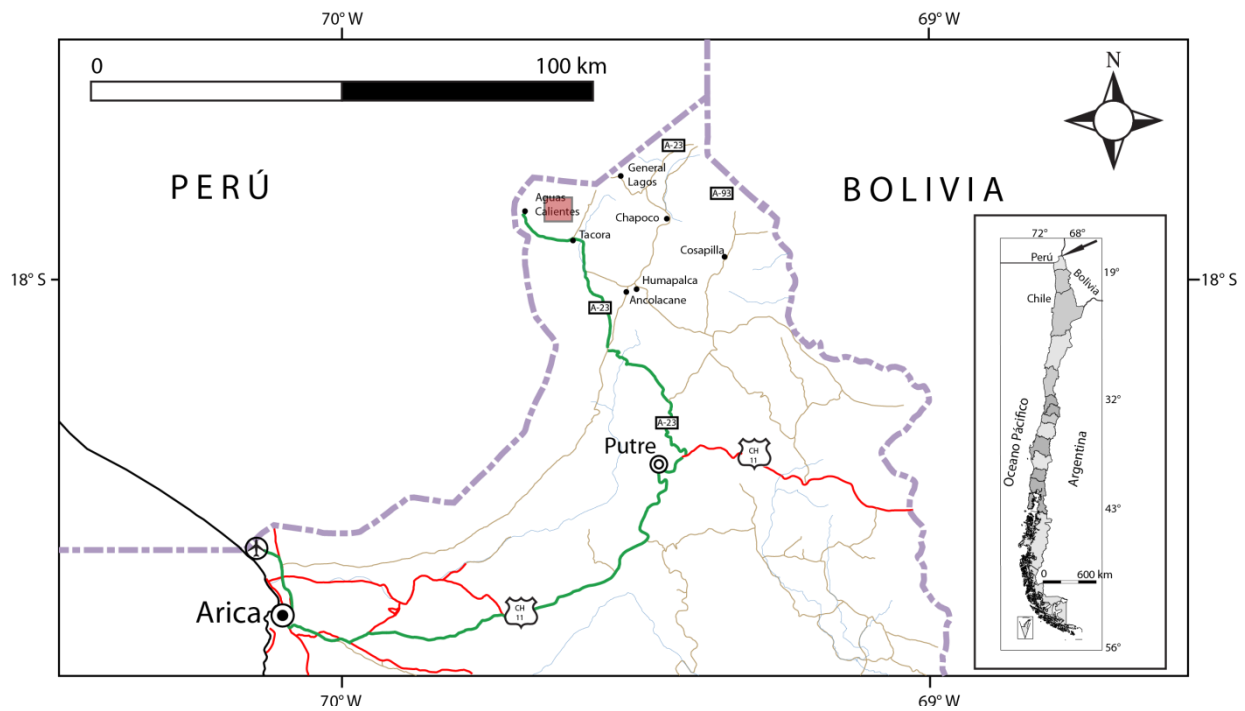 70° W
69° W
0
100 km
N
A-23
General
Lagos
PERÚ
BOLIVIA
A-93
Aguas
Calientes
Chapoco
Tacora
Cosapilla
18° S
18° S
Humapalca
Ancolacane
A-23
72°
68°
Perú
19°
Bolivia
Chile
32°
Oceano Pácifico
Argentina
43°
0
600 km
56°
A-23
Putre
CH
11
Arica
CH
11
70° W
69° W